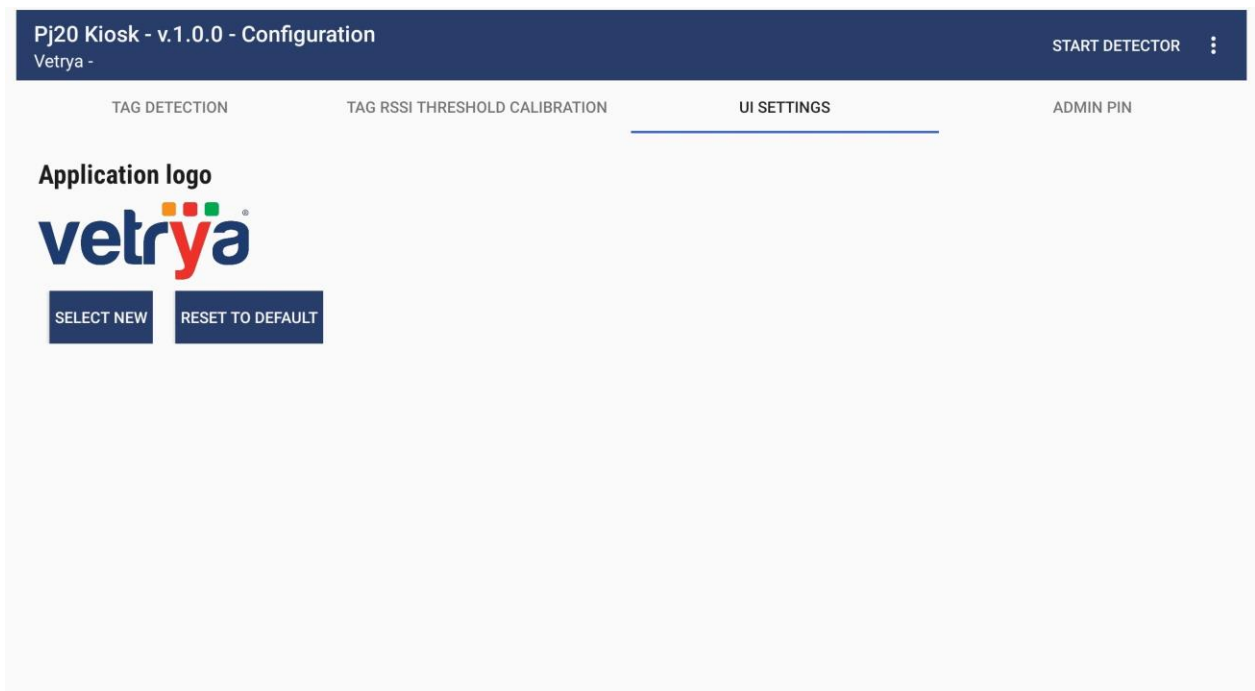 Pj20 Kiosk - v.1.0.0 - Configuration
Vetrya -
START DETECTOR
TAG DETECTION
TAG RSSI THRESHOLD CALIBRATION
UI SETTINGS
ADMIN PIN
Application logo
vetrya®
SELECT NEW
RESET TO DEFAULT